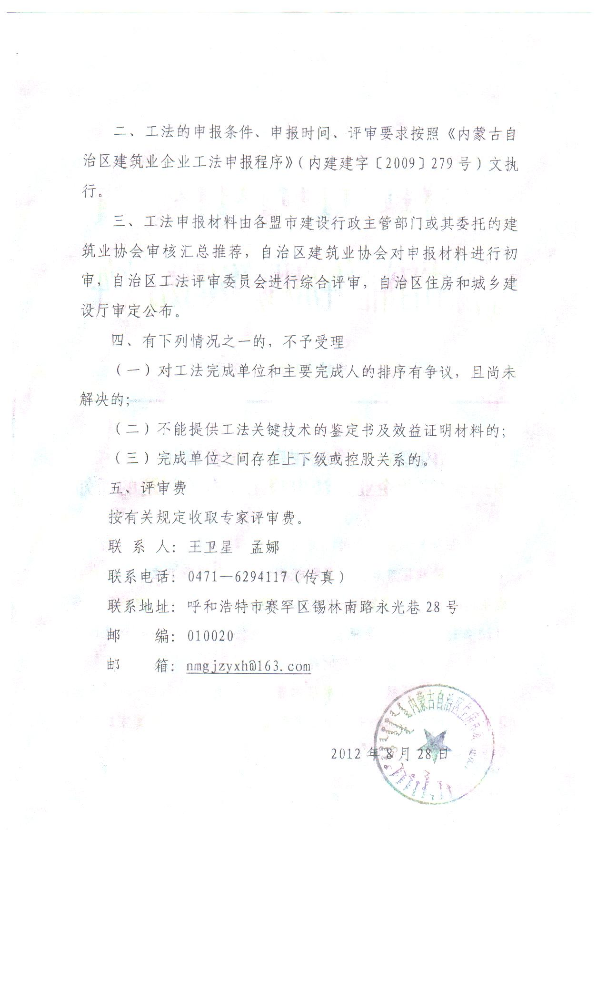 二、工法的申报条件、申报时间、评审要求按照《内蒙古自
治区建筑业企业工法申报程序》(内建建字〔2009〕279号)文执
行。
三、工法申报材料由各盟市建设行政主管部门或其委托的建
筑业协会审核汇总推荐，自治区建筑业协会对申报材料进行初
审，自治区工法评审委员会进行综合评审，自治区住房和城乡建
设厅审定公布。
四、有下列情况之一的，不予受理
(一)对工法完成单位和主要完成人的排序有争议，且尚未
解决的；
(二)不能提供工法关键技术的鉴定书及效益证明材料的；
(三)完成单位之间存在上下级或控股关系的。
五、评审费
按有关规定收取专家评审费。
联 系 人：王卫星 孟娜
联系电话：0471—6294117(传真)
联系地址：呼和浩特市赛罕区锡林南路永光巷28号
邮 编：010020
邮 箱：nmgjzyxh@163.com
内蒙古自治区住房和城
2012年8月28日